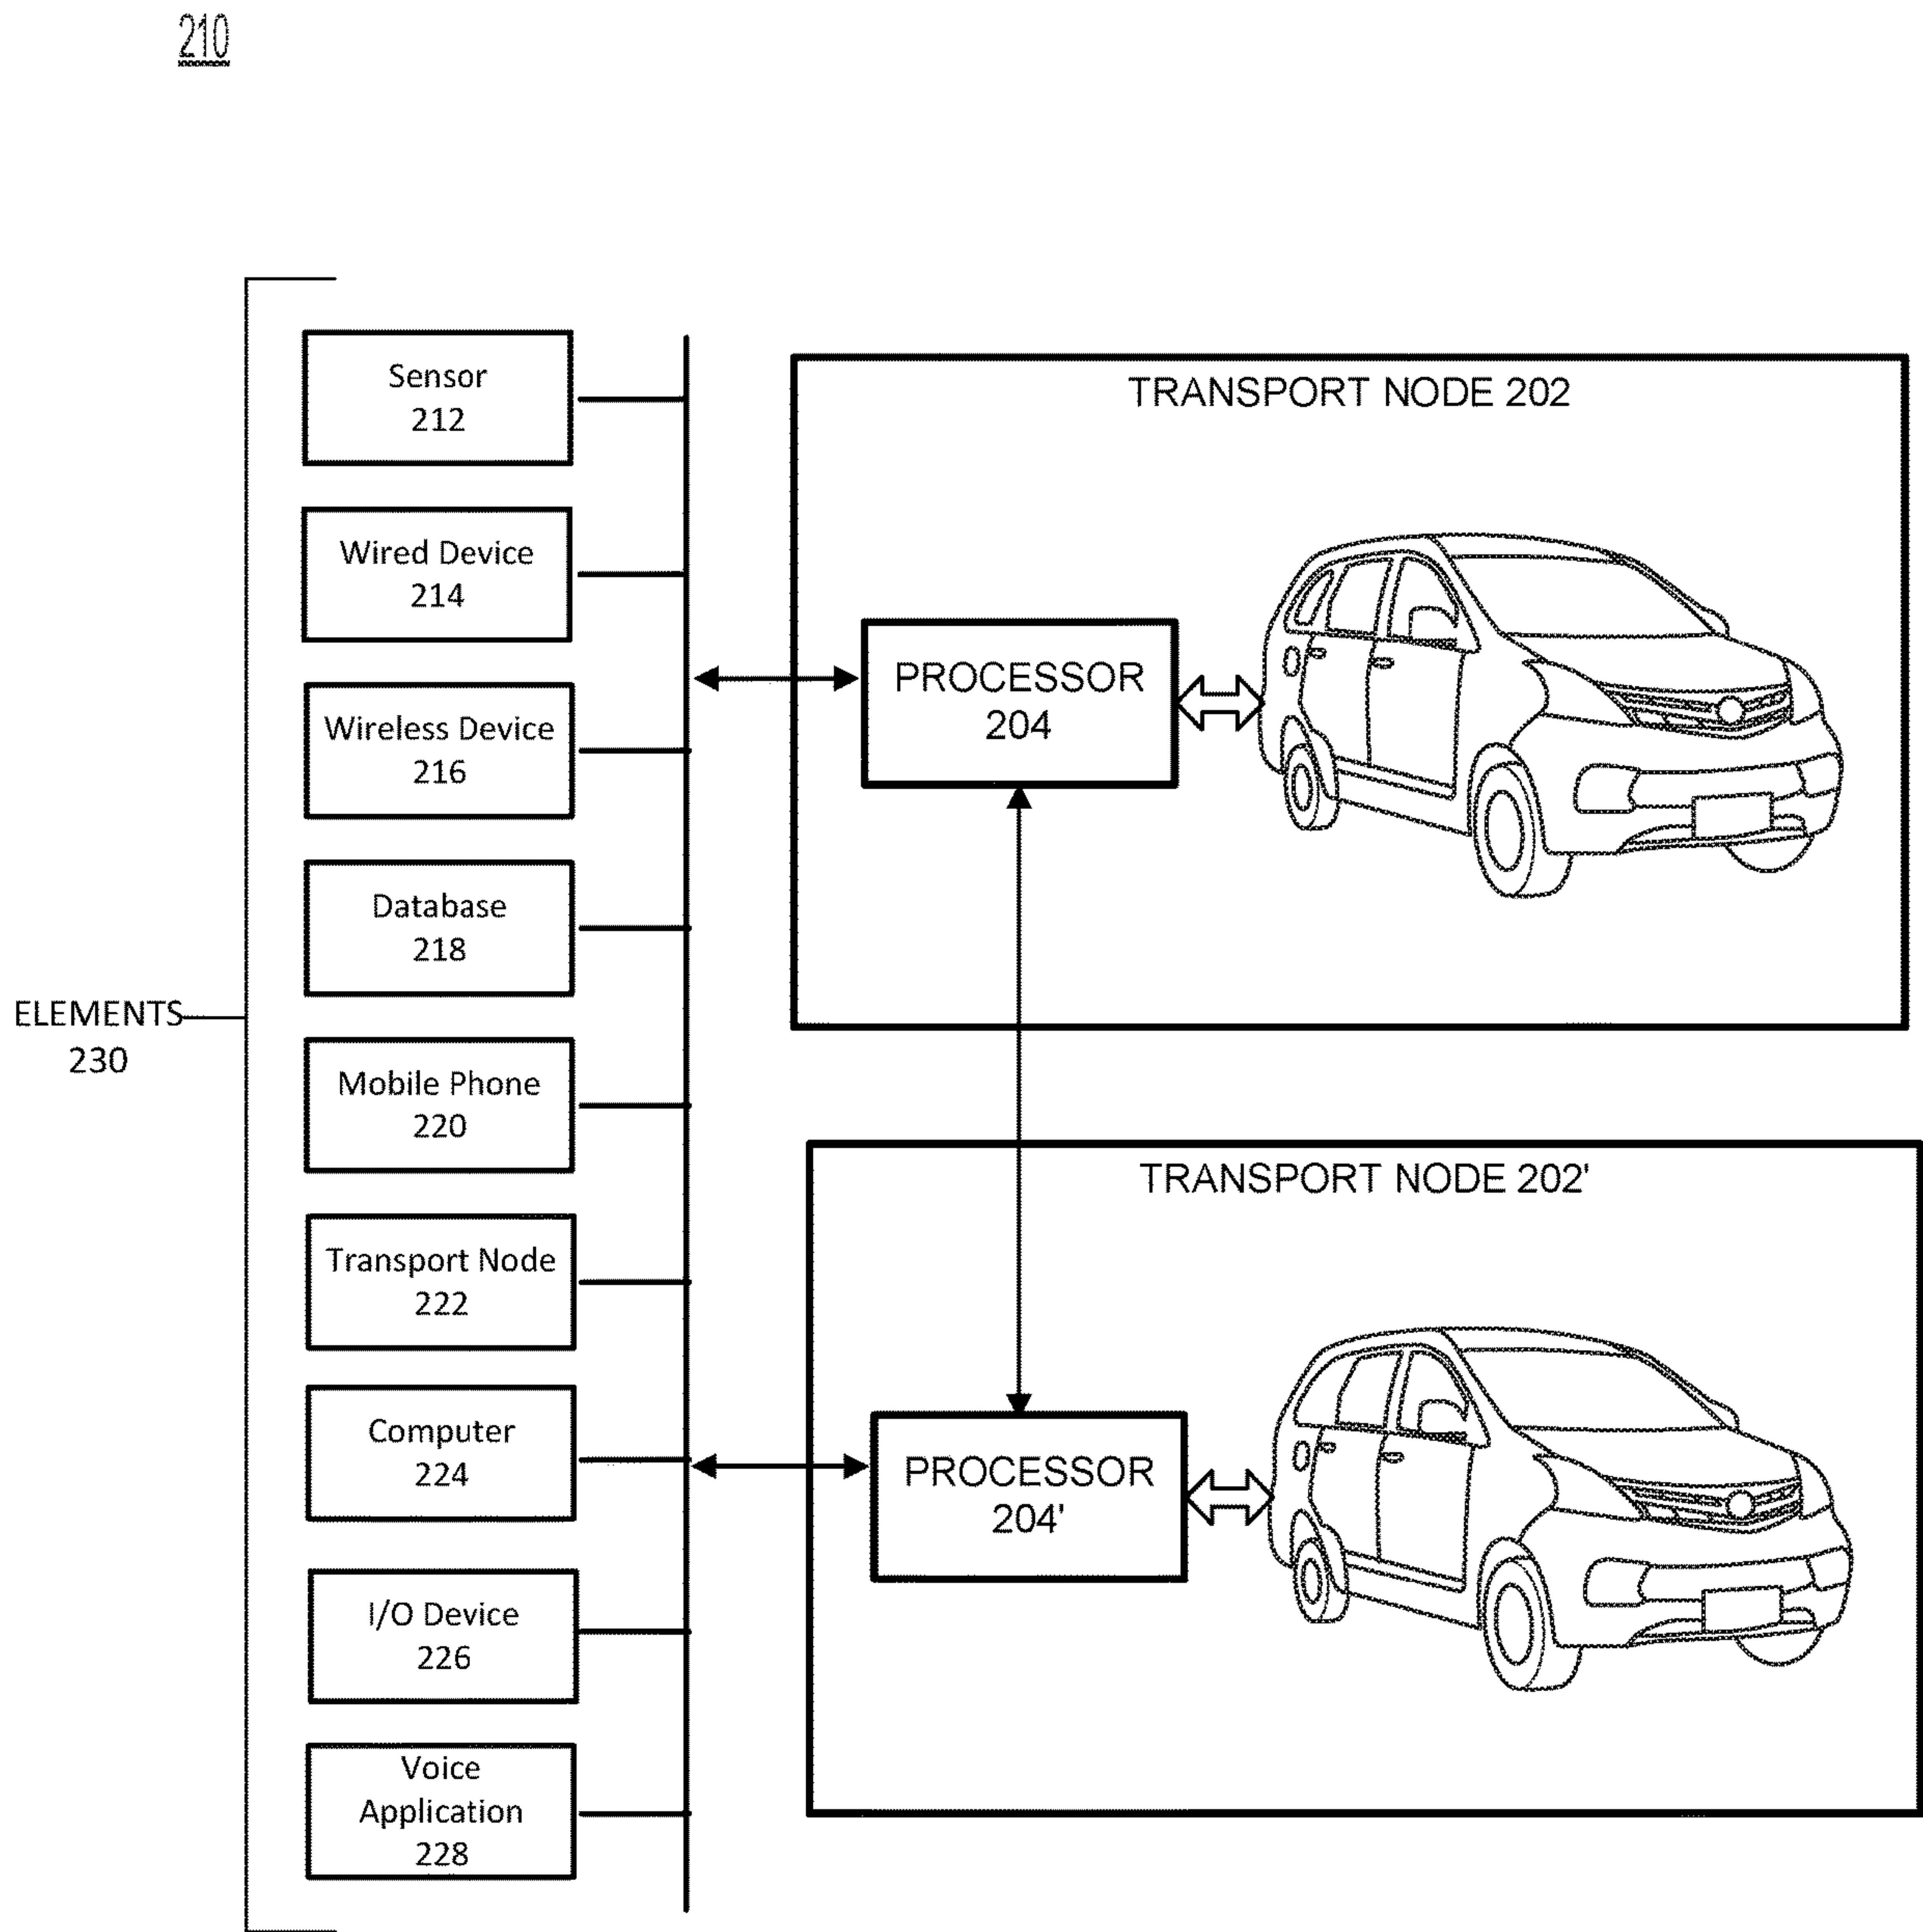 210
Sensor
212
Wired Device
214
Wireless Device
216
Database
218
ELEMENTS
230
Mobile Phone
220
Transport Node
222
Computer
224
I/O Device
226
Voice
Application
228
TRANSPORT NODE 202
PROCESSOR
204
TRANSPORT NODE 202'
PROCESSOR
204'